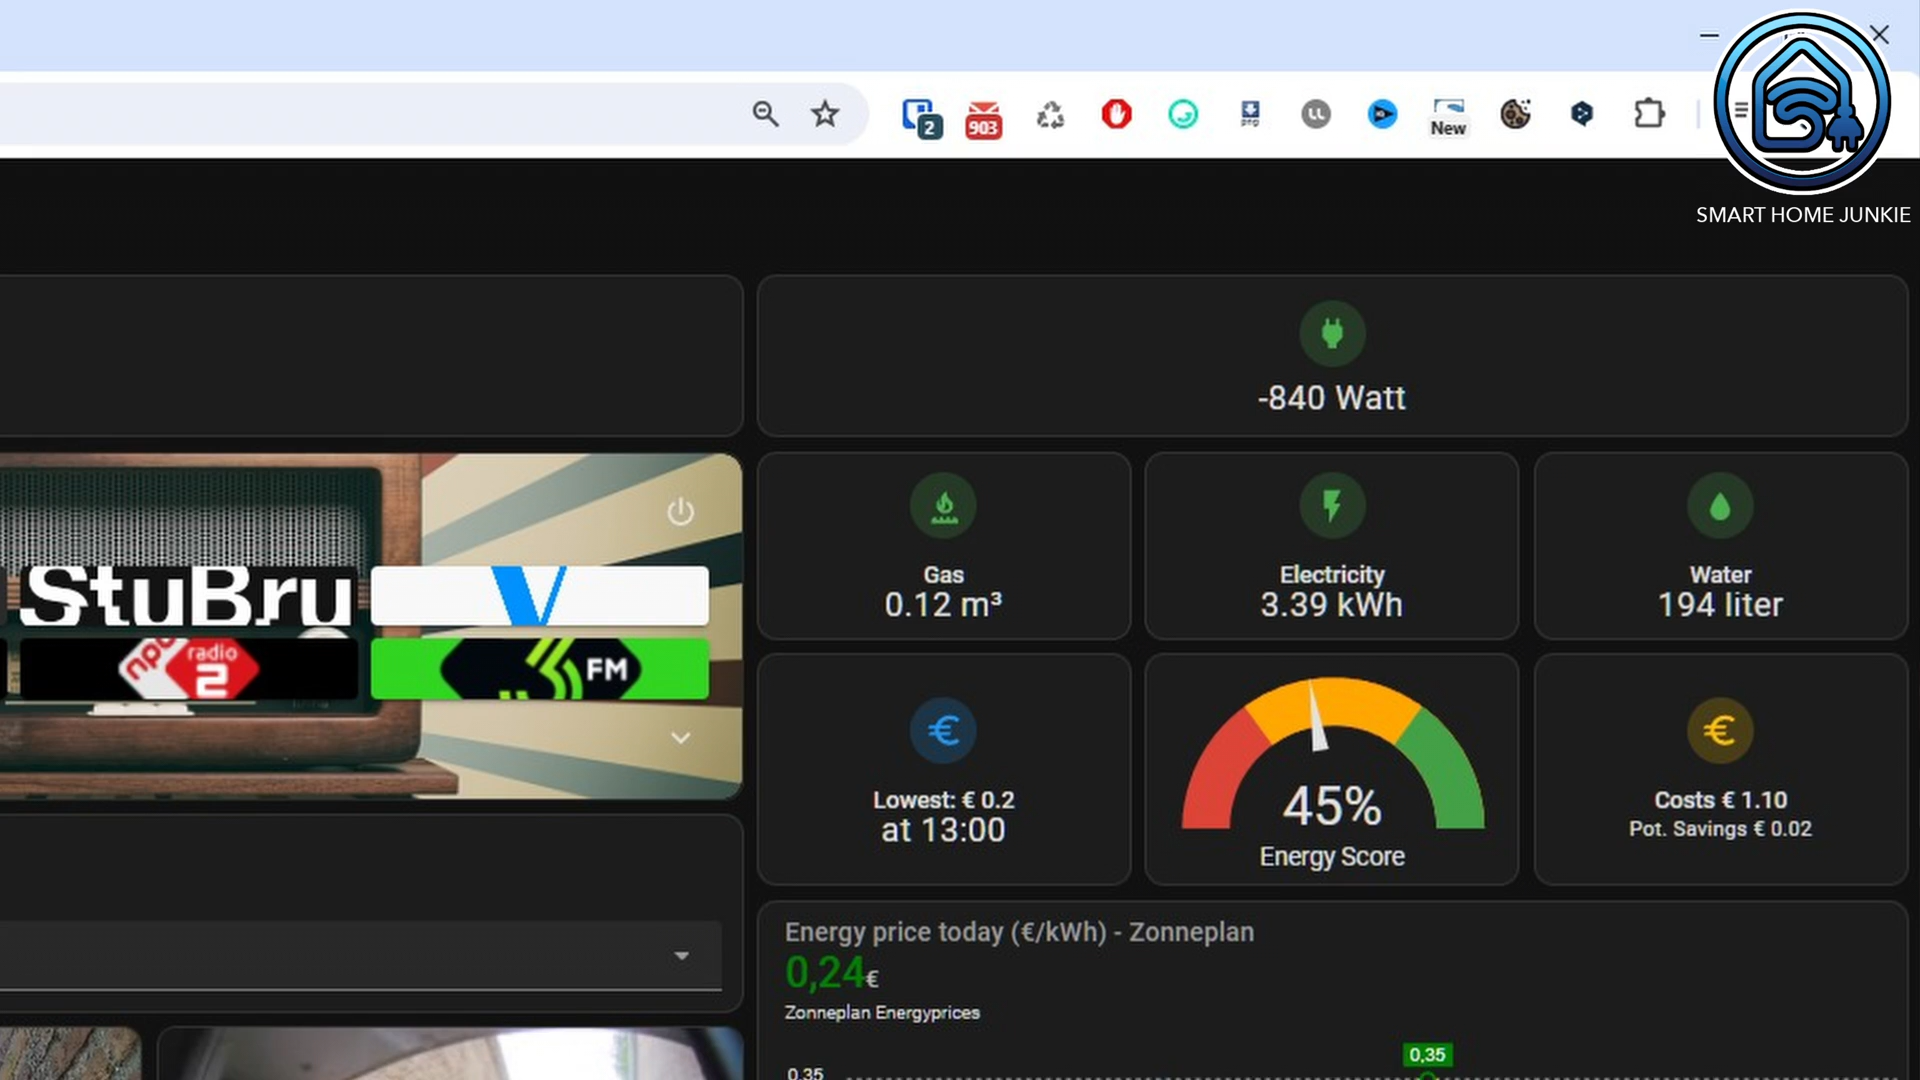 2
903
New
SMART HOME JUNKIE
-840 Watt
Gas
0.12 m³
Electricity
3.39 kWh
Water
194 liter
StuBru
V
npo radio 2
3 FM
Lowest: € 0.2
at 13:00
45%
Energy Score
Costs € 1.10
Pot. Savings € 0.02
Energy price today (€/kWh) - Zonneplan
0,24€
Zonneplan Energyprices
0,35
0.35